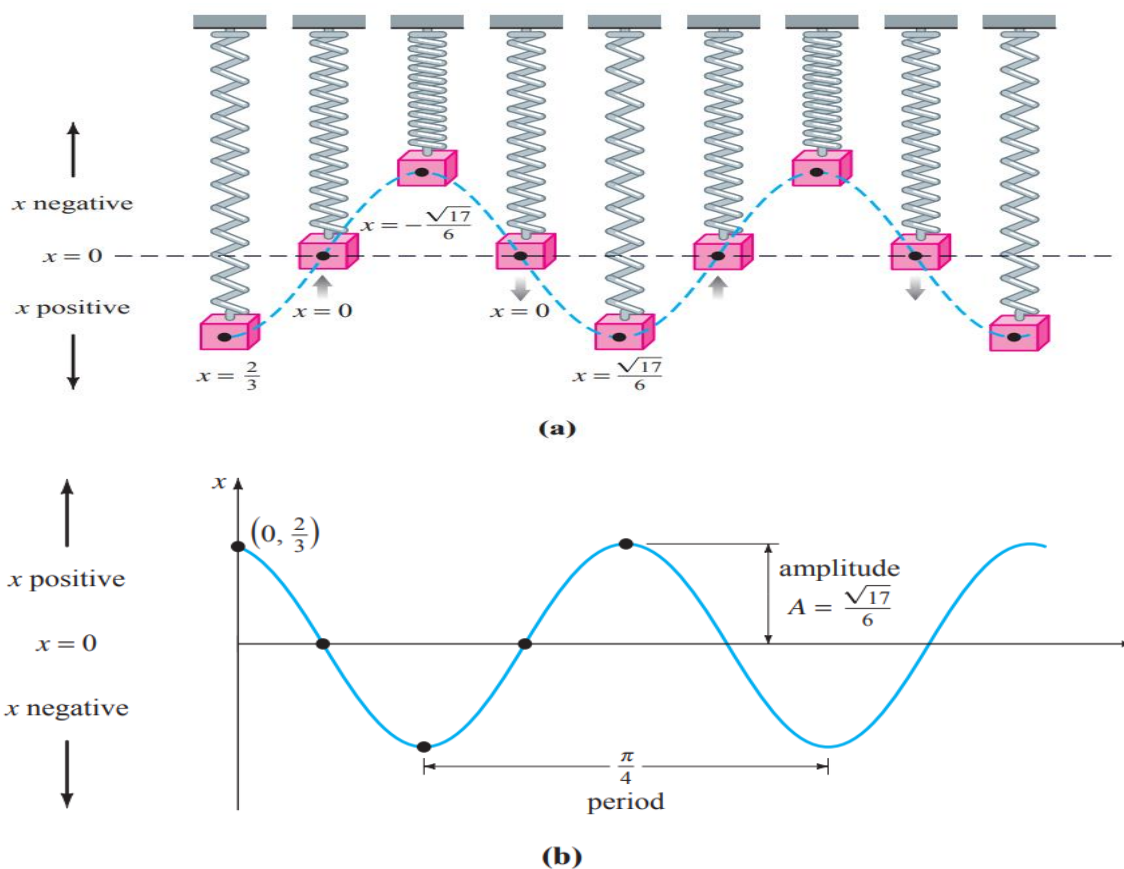 x negative
x = 0
x positive
x = -√17/6
x = 0
x = 0
x = 2/3
x = √17/6
(a)
x
(0, 2/3)
x positive
amplitude
A = √17/6
x = 0
x negative
π/4
period
(b)